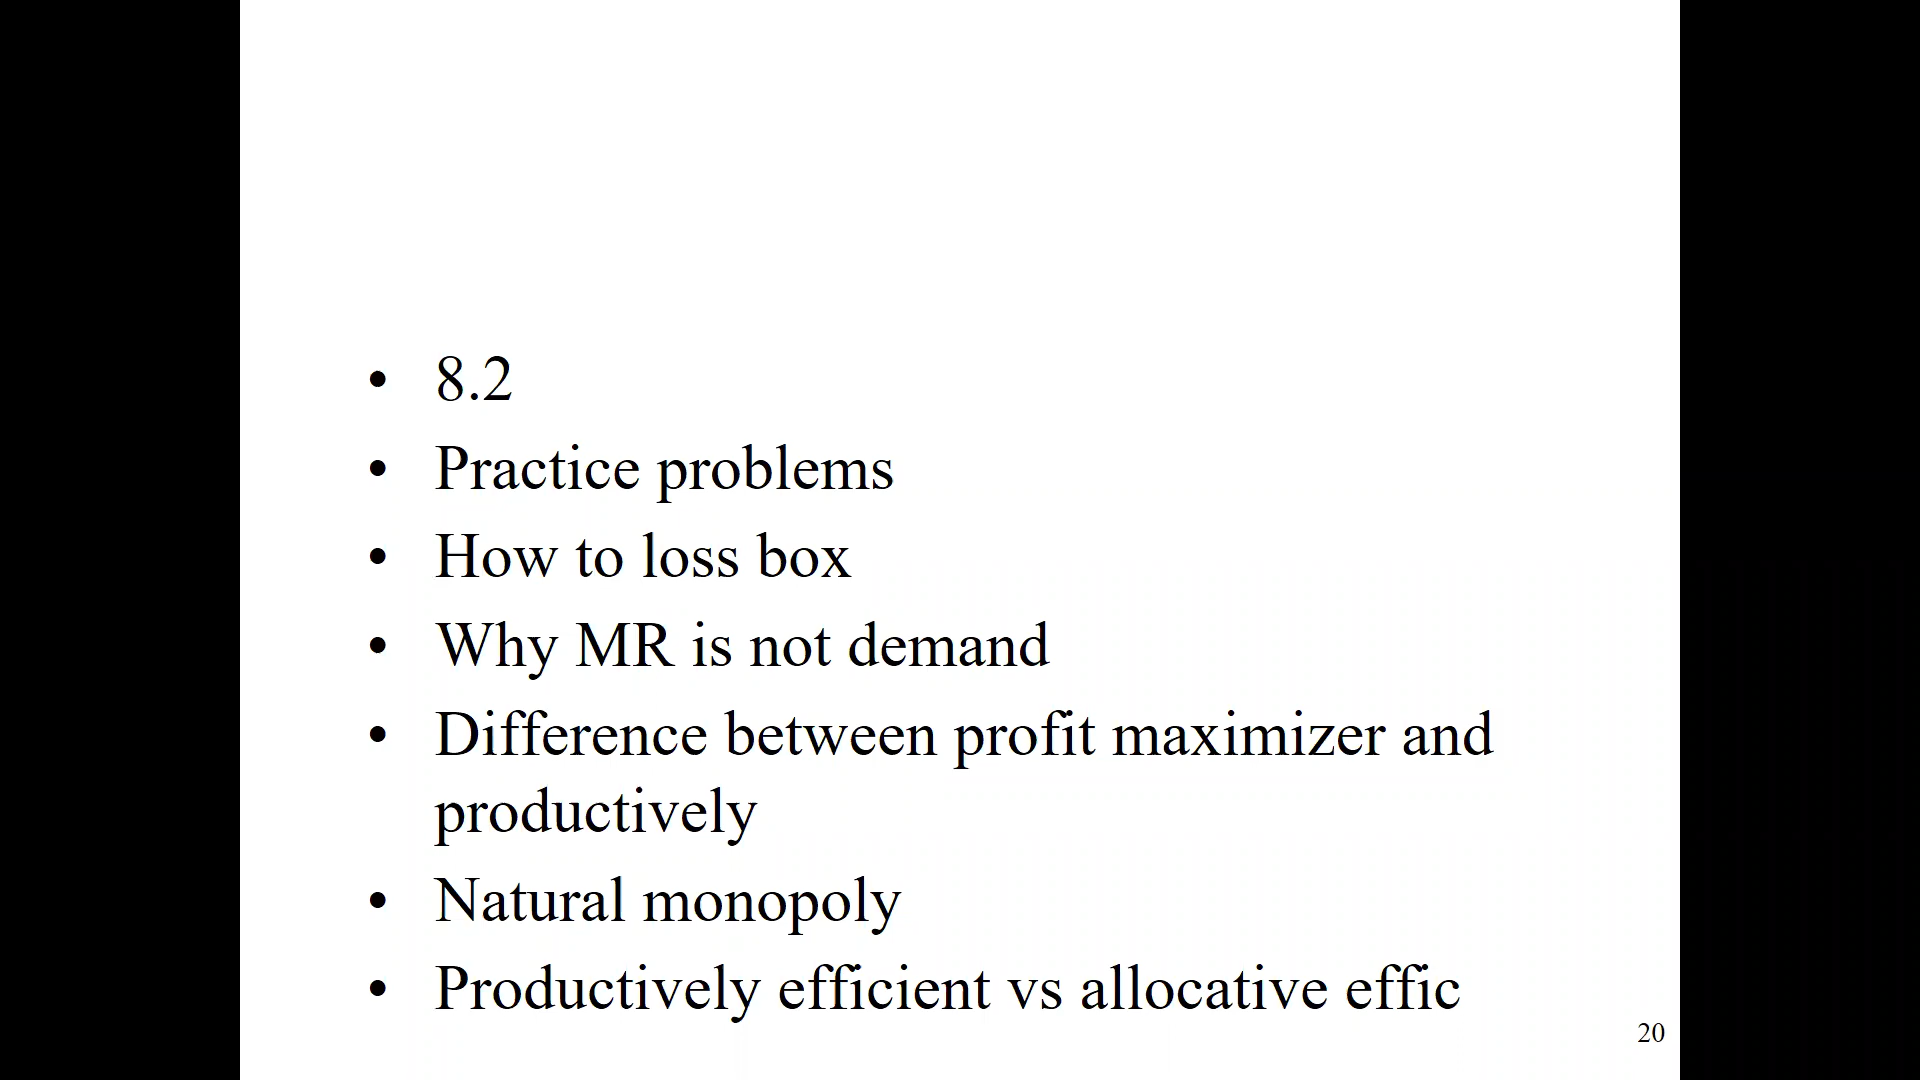 • 8.2
• Practice problems
• How to loss box
• Why MR is not demand
• Difference between profit maximizer and
productively
• Natural monopoly
• Productively efficient vs allocative effic
20